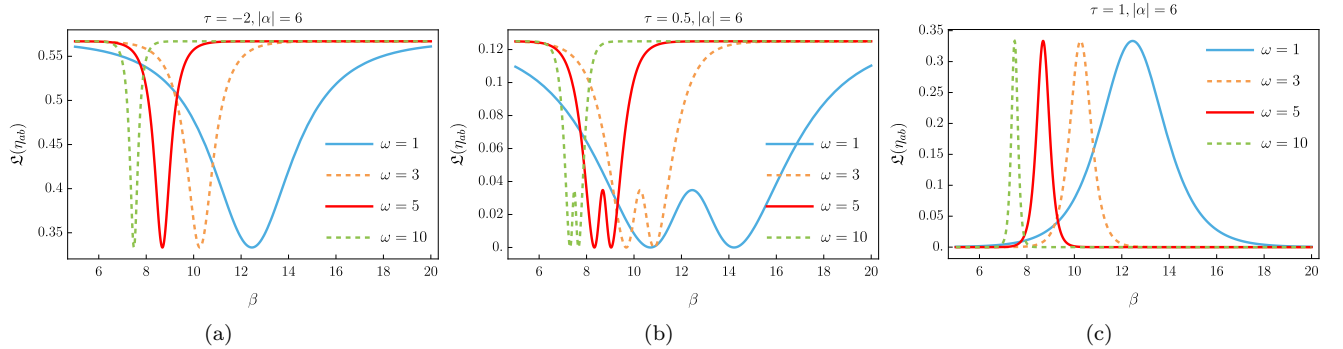 τ = −2, |α| = 6
𝔏(η_ab)
0.55
0.5
0.45
0.4
0.35
ω = 1
ω = 3
ω = 5
ω = 10
6 8 10 12 14 16 18 20
β
(a)
τ = 0.5, |α| = 6
𝔏(η_ab)
0.12
0.10
0.08
0.06
0.04
0.02
0.
ω = 1
ω = 3
ω = 5
ω = 10
6 8 10 12 14 16 18 20
β
(b)
τ = 1, |α| = 6
𝔏(η_ab)
0.35
0.3
0.25
0.2
0.15
0.1
0.05
0.
ω = 1
ω = 3
ω = 5
ω = 10
6 8 10 12 14 16 18 20
β
(c)